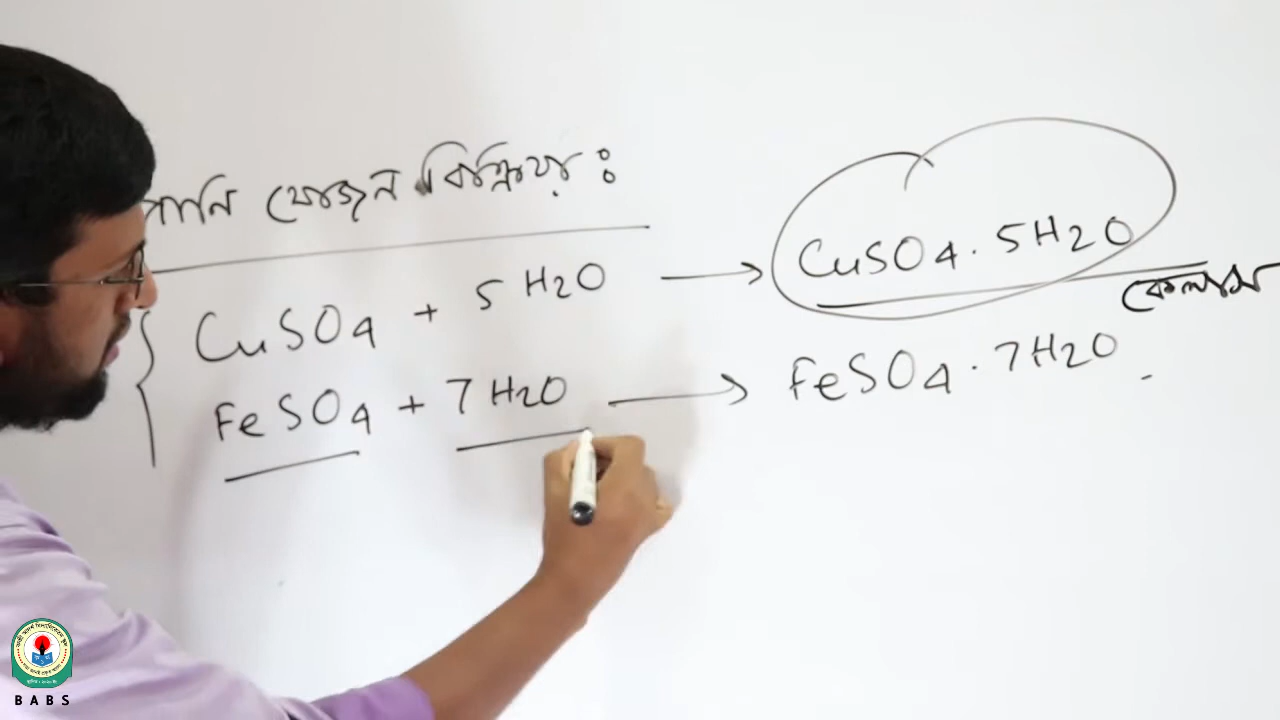 পানি যোজন বিক্রিয়া :
CuSO4 + 5 H2O → CuSO4 . 5H2O
কেলাস
FeSO4 + 7 H2O → FeSO4 . 7H2O
BABS